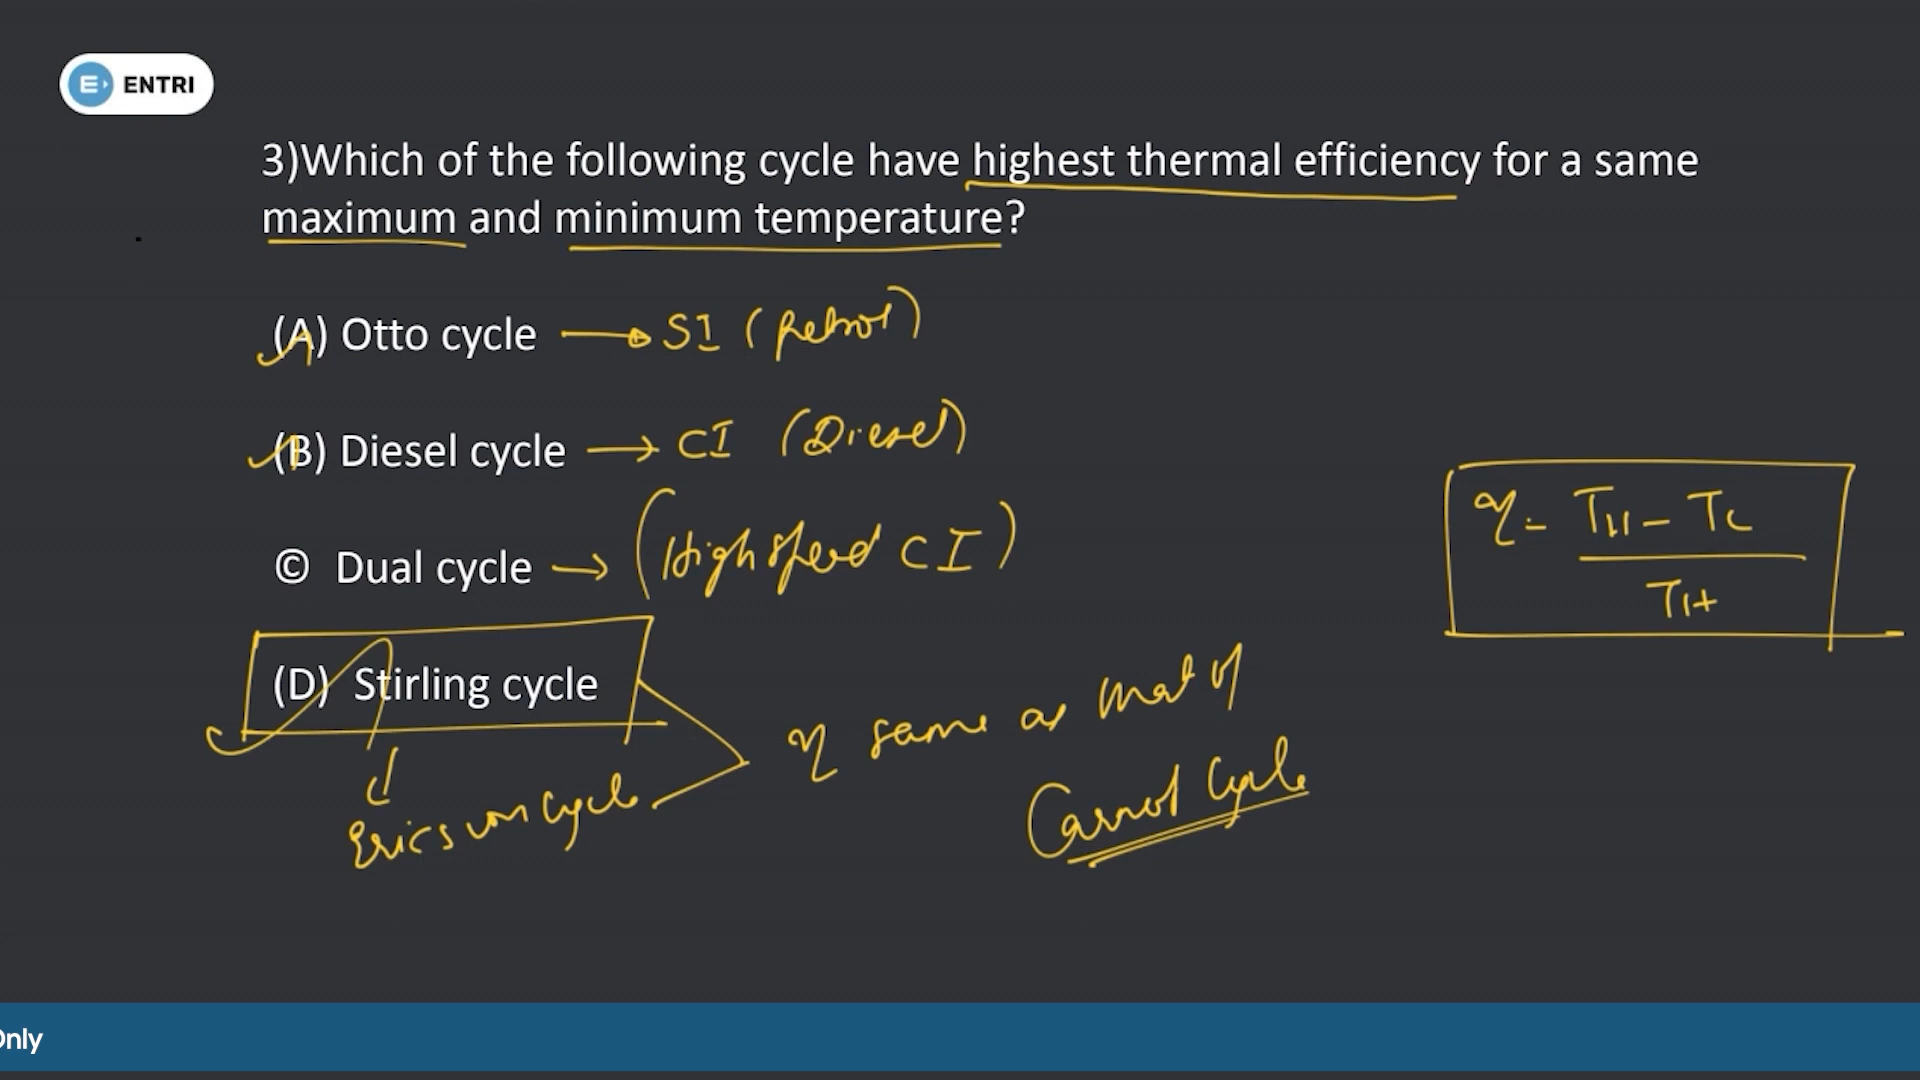 ENTRI
3)Which of the following cycle have highest thermal efficiency for a same
maximum and minimum temperature?
(A) Otto cycle → SI (Petrol)
(B) Diesel cycle → CI (Diesel)
© Dual cycle → (High speed CI)
η = TH - TC
TH
(D) Stirling cycle
η same as that of
Carnot Cycle
Ericsson Cycle
Only